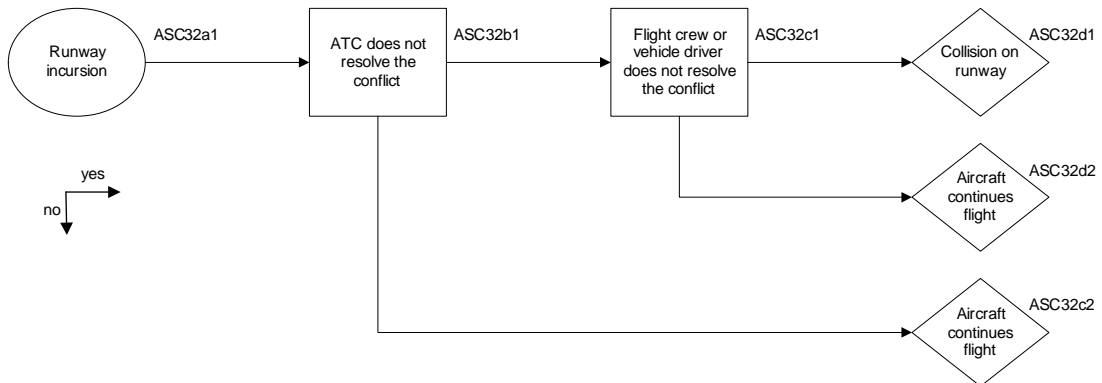 Runway
incursion
ASC32a1
ATC does not
resolve the
conflict
ASC32b1
Flight crew or
vehicle driver
does not resolve
the conflict
ASC32c1
Collision on
runway
ASC32d1
yes
no
Aircraft
continues
flight
ASC32d2
Aircraft
continues
flight
ASC32c2